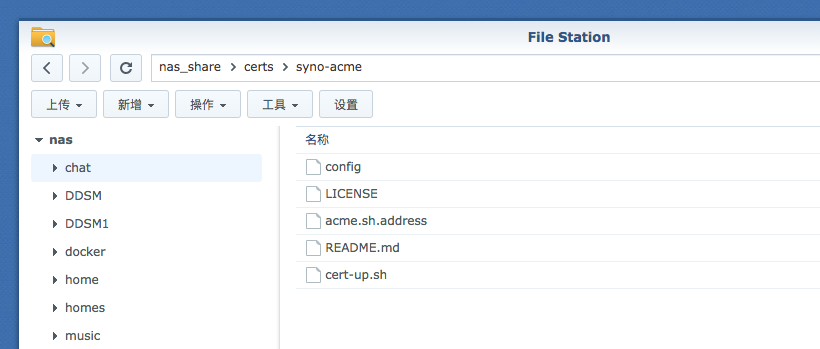 File Station
nas_share > certs > syno-acme
上传 新增 操作 工具 设置
nas
chat
DDSM
DDSM1
docker
home
homes
music
名称
config
LICENSE
acme.sh.address
README.md
cert-up.sh